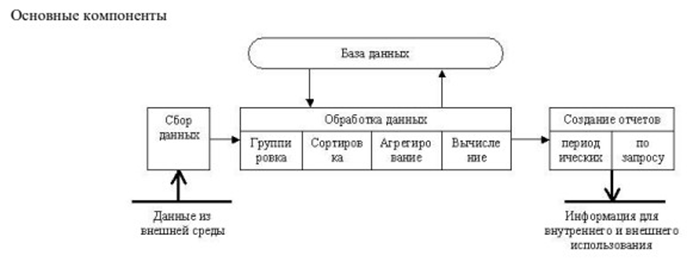 Основные компоненты
База данных
Сбор
данных
Обработка данных
Группи
ровка
Сортиров
ка
Агрегиро
вание
Вычисле
ние
Создание отчетов
период
ических
по
запросу
Данные из
внешней среды
Информация для
внутреннего и внешнего
использования